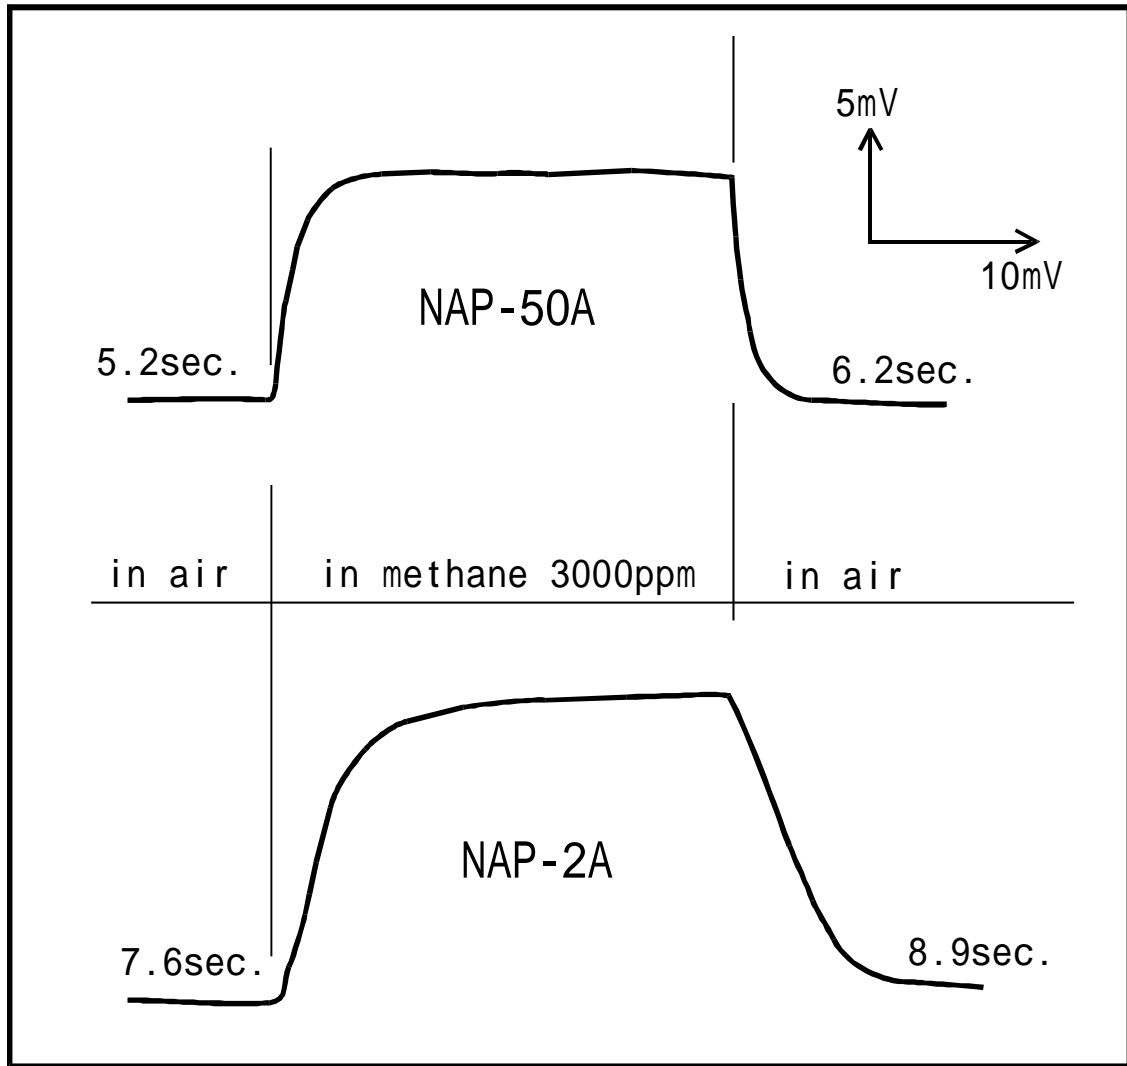 5mV
10mV
NAP-50A
5.2sec.
6.2sec.
in air
in methane 3000ppm
in air
NAP-2A
7.6sec.
8.9sec.